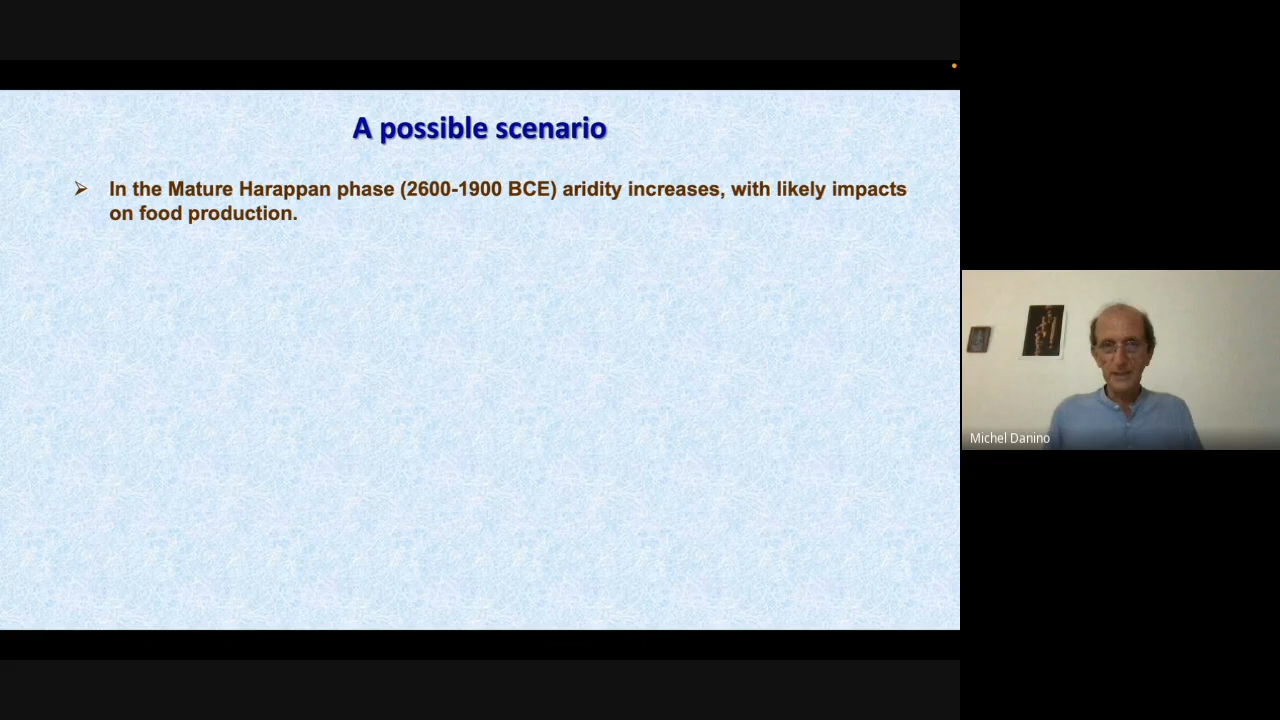 A possible scenario
➢ In the Mature Harappan phase (2600-1900 BCE) aridity increases, with likely impacts
on food production.
Michel Danino